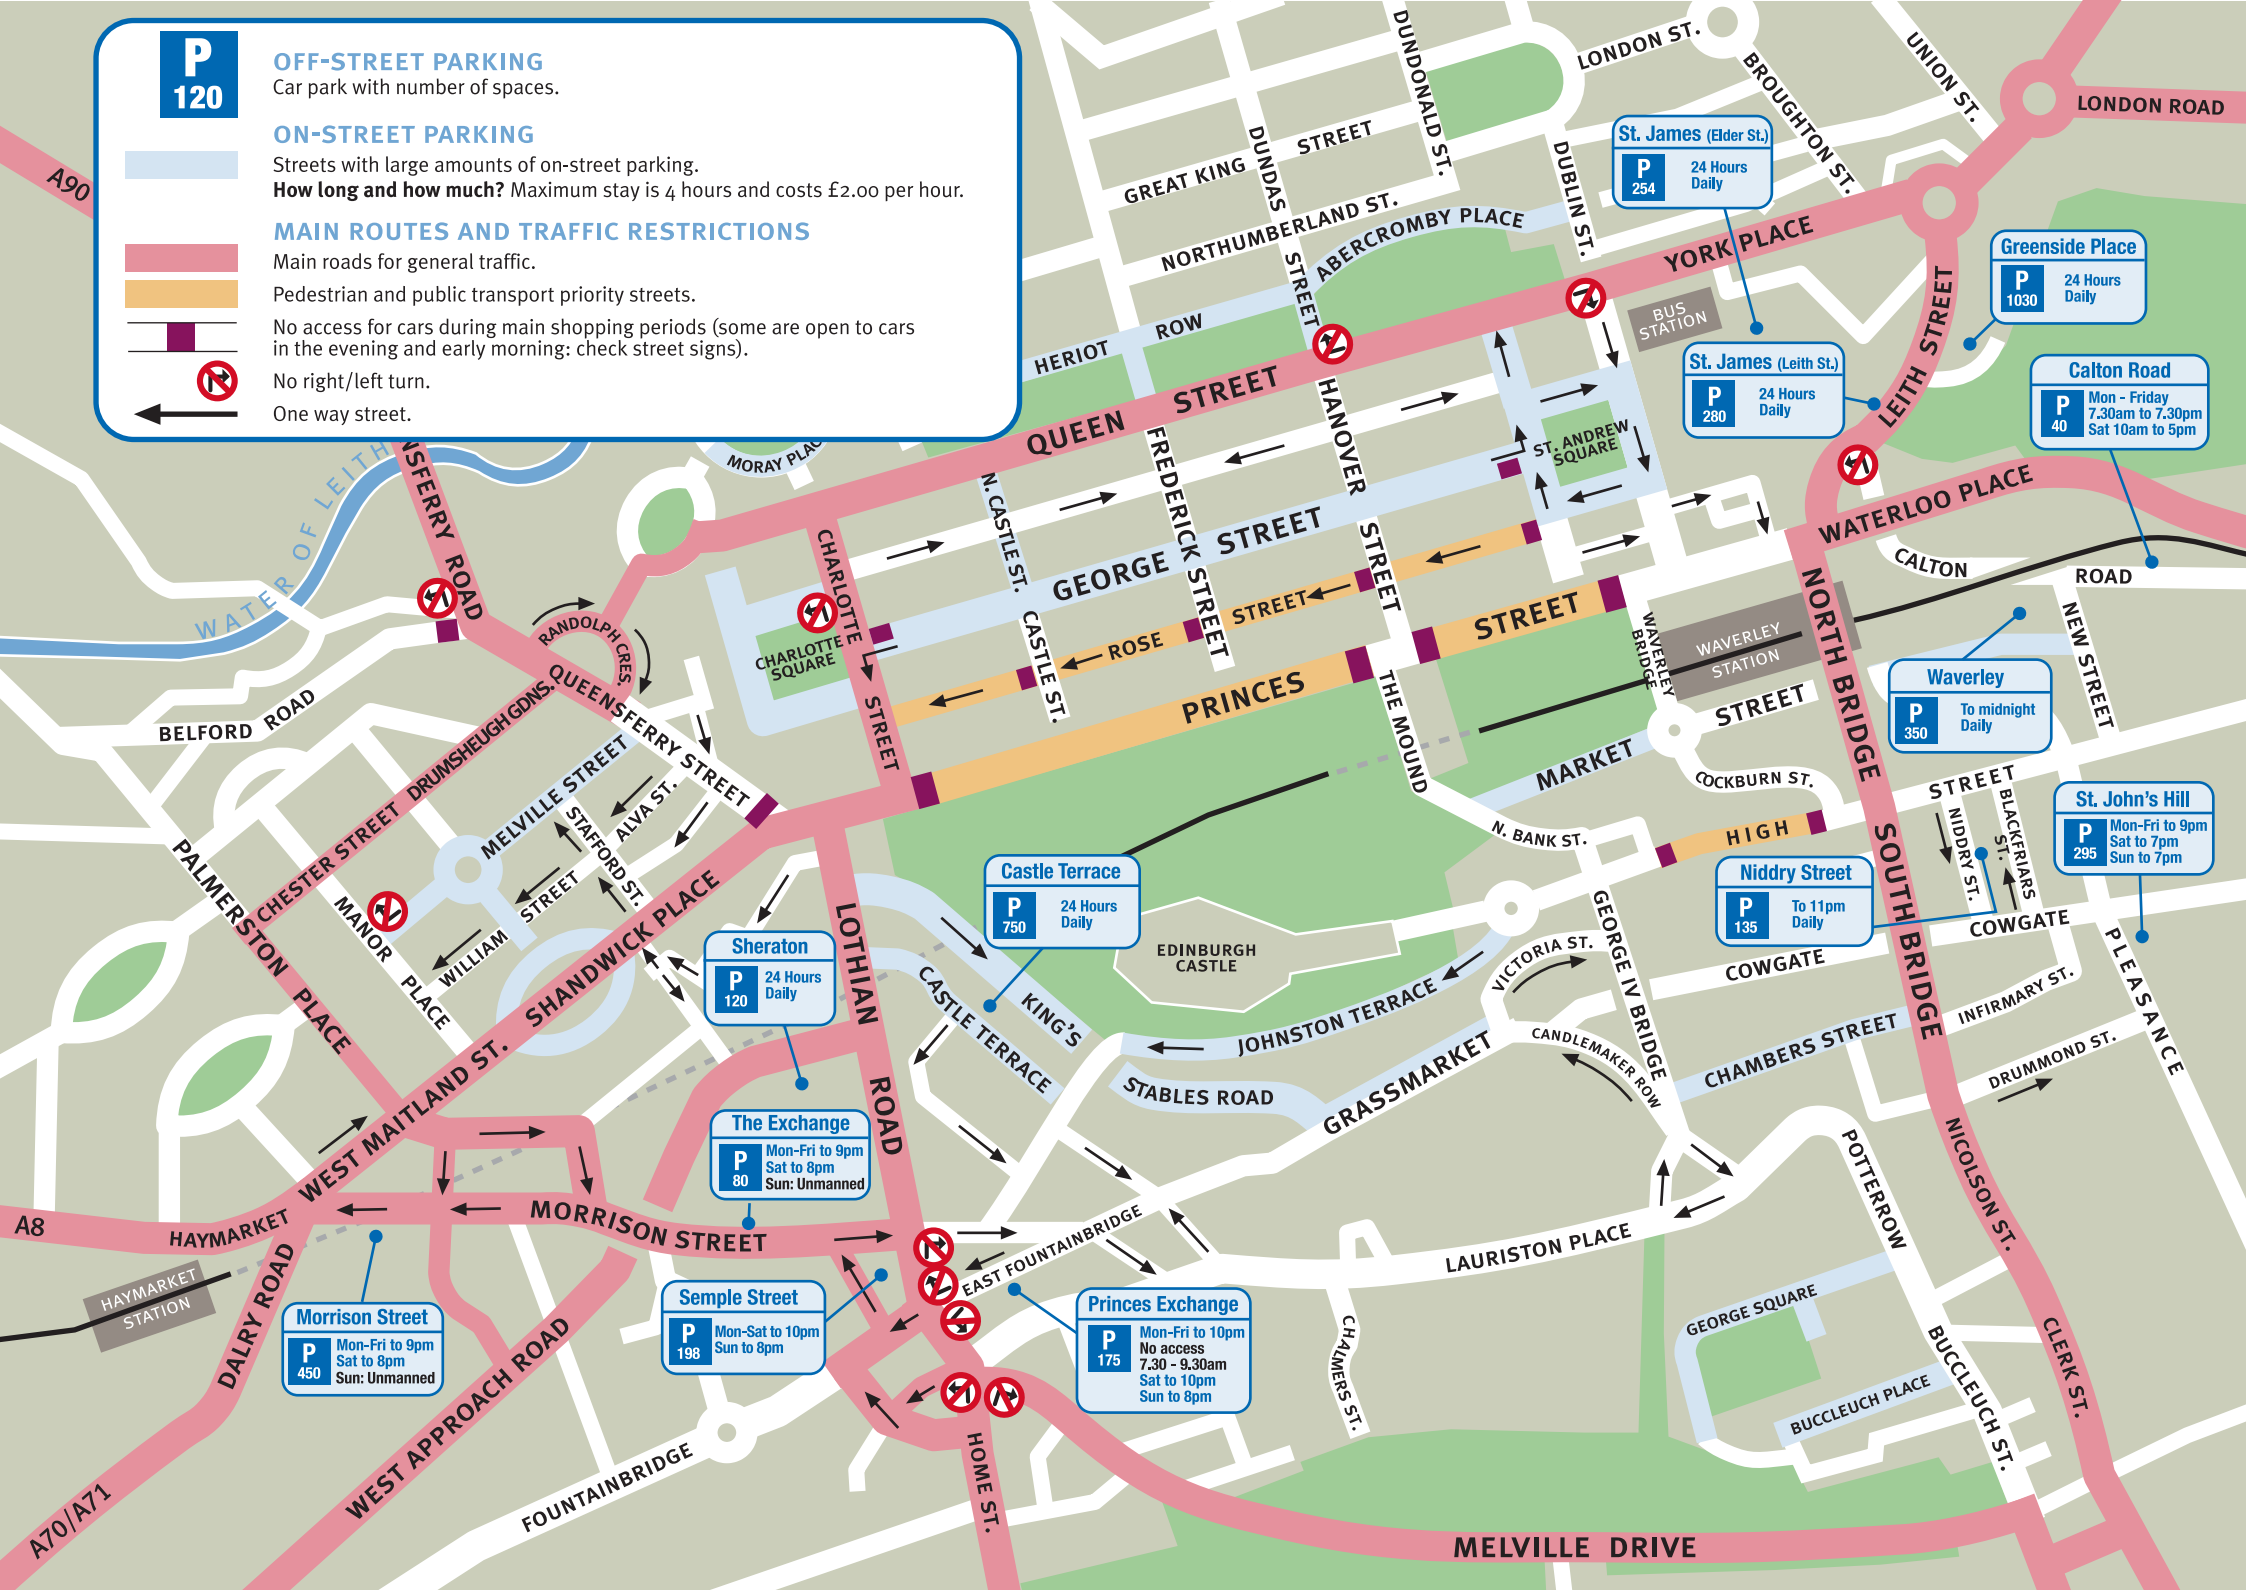 P
120
OFF-STREET PARKING
Car park with number of spaces.
ON-STREET PARKING
Streets with large amounts of on-street parking.
How long and how much? Maximum stay is 4 hours and costs £2.00 per hour.
MAIN ROUTES AND TRAFFIC RESTRICTIONS
Main roads for general traffic.
Pedestrian and public transport priority streets.
No access for cars during main shopping periods (some are open to cars
in the evening and early morning: check street signs).
No right/left turn.
One way street.
A90
DUNDONALD ST.
LONDON ST.
BROUGHTON ST.
UNION ST.
LONDON ROAD
GREAT KING STREET
DUNDAS STREET
DUBLIN ST.
NORTHUMBERLAND ST.
ABERCROMBY PLACE
HERIOT ROW
YORK PLACE
St. James (Elder St.)
P
254
24 Hours
Daily
Greenside Place
P
1030
24 Hours
Daily
BUS
STATION
LEITH STREET
St. James (Leith St.)
P
280
24 Hours
Daily
Calton Road
P
40
Mon - Friday
7.30am to 7.30pm
Sat 10am to 5pm
QUEEN STREET
HANOVER STREET
FREDERICK STREET
N. CASTLE ST.
CASTLE ST.
ST. ANDREW
SQUARE
MORAY PLAC
WATER OF LEITH
NSFERRY ROAD
CHARLOTTE STREET
GEORGE STREET
ROSE STREET
PRINCES STREET
CHARLOTTE
SQUARE
WATERLOO PLACE
CALTON ROAD
NEW STREET
NORTH BRIDGE
WAVERLEY
BRIDGE
WAVERLEY
STATION
Waverley
P
350
To midnight
Daily
RANDOLPH CRES.
QUEENSFERRY STREET
BELFORD ROAD
DRUMSHEUGH GDNS.
CHESTER STREET
MELVILLE STREET
ALVA ST.
STAFFORD ST.
WILLIAM STREET
THE MOUND
MARKET STREET
COCKBURN ST.
N. BANK ST.
HIGH STREET
NIDDRY ST.
BLACKFRIARS
ST.
St. John's Hill
P
295
Mon-Fri to 9pm
Sat to 7pm
Sun to 7pm
Niddry Street
P
135
To 11pm
Daily
SOUTH BRIDGE
COWGATE
COWGATE
PLEASANCE
PALMERSTON PLACE
MANOR PLACE
SHANDWICK PLACE
WEST MAITLAND ST.
Sheraton
P
120
24 Hours
Daily
Castle Terrace
P
750
24 Hours
Daily
EDINBURGH
CASTLE
LOTHIAN ROAD
CASTLE TERRACE
KING'S
STABLES ROAD
JOHNSTON TERRACE
VICTORIA ST.
GEORGE IV BRIDGE
GRASSMARKET
CANDLEMAKER ROW
CHAMBERS STREET
INFIRMARY ST.
DRUMMOND ST.
NICOLSON ST.
POTTERROW
The Exchange
P
80
Mon-Fri to 9pm
Sat to 8pm
Sun: Unmanned
A8
HAYMARKET
MORRISON STREET
HAYMARKET
STATION
DALRY ROAD
Morrison Street
P
450
Mon-Fri to 9pm
Sat to 8pm
Sun: Unmanned
Semple Street
P
198
Mon-Sat to 10pm
Sun to 8pm
EAST FOUNTAINBRIDGE
Princes Exchange
P
175
Mon-Fri to 10pm
No access
7.30 - 9.30am
Sat to 10pm
Sun to 8pm
LAURISTON PLACE
CHALMERS ST.
GEORGE SQUARE
BUCCLEUCH PLACE
BUCCLEUCH ST.
CLERK ST.
WEST APPROACH ROAD
FOUNTAINBRIDGE
HOME ST.
A70/A71
MELVILLE DRIVE